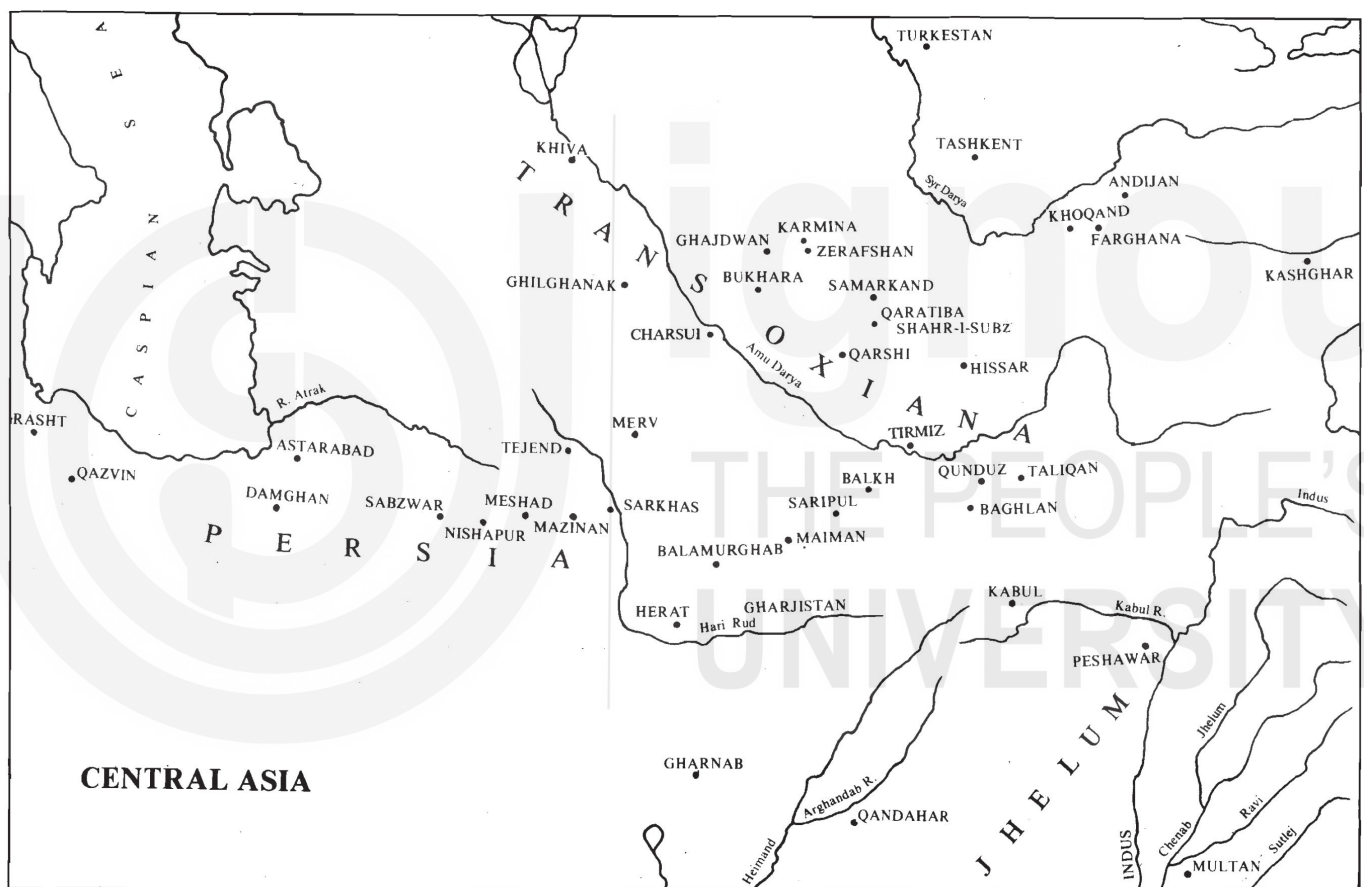 TURKESTAN
CASPIAN SEA
TASHKENT
KHIVA
Syr Darya
ANDIJAN
KHOQAND
FARGHANA
KASHGHAR
TRANSOXIANA
KARMINA
GHAJDWAN
ZERAFSHAN
BUKHARA
GHILGHANAK
SAMARKAND
QARATIBA
SHAHR-I-SUBZ
CHARSUI
Amu Darya
QARSHI
HISSAR
R. Atrak
RASHT
MERV
TIRMIZ
ASTARABAD
TEJEND
QAZVIN
BALKH
QUNDUZ
TALIQAN
DAMGHAN
SABZWAR
MESHAD
SARKHAS
SARIPUL
BAGHLAN
Indus
NISHAPUR
MAZINAN
MAIMAN
PERSIA
BALAMURGHAB
KABUL
HERAT
GHARJISTAN
Hari Rud
Kabul R.
PESHAWAR
JHELUM
Jhelum
GHARNAB
CENTRAL ASIA
Arghandab R.
QANDAHAR
Heimand
INDUS
Chenab
Ravi
Sutlej
MULTAN
ignou
THE PEOPLE'S
UNIVERSITY